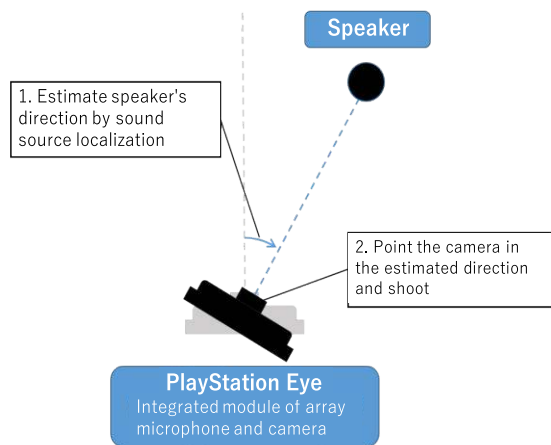 Speaker
1. Estimate speaker's
direction by sound
source localization
2. Point the camera in
the estimated direction
and shoot
PlayStation Eye
Integrated module of array
microphone and camera